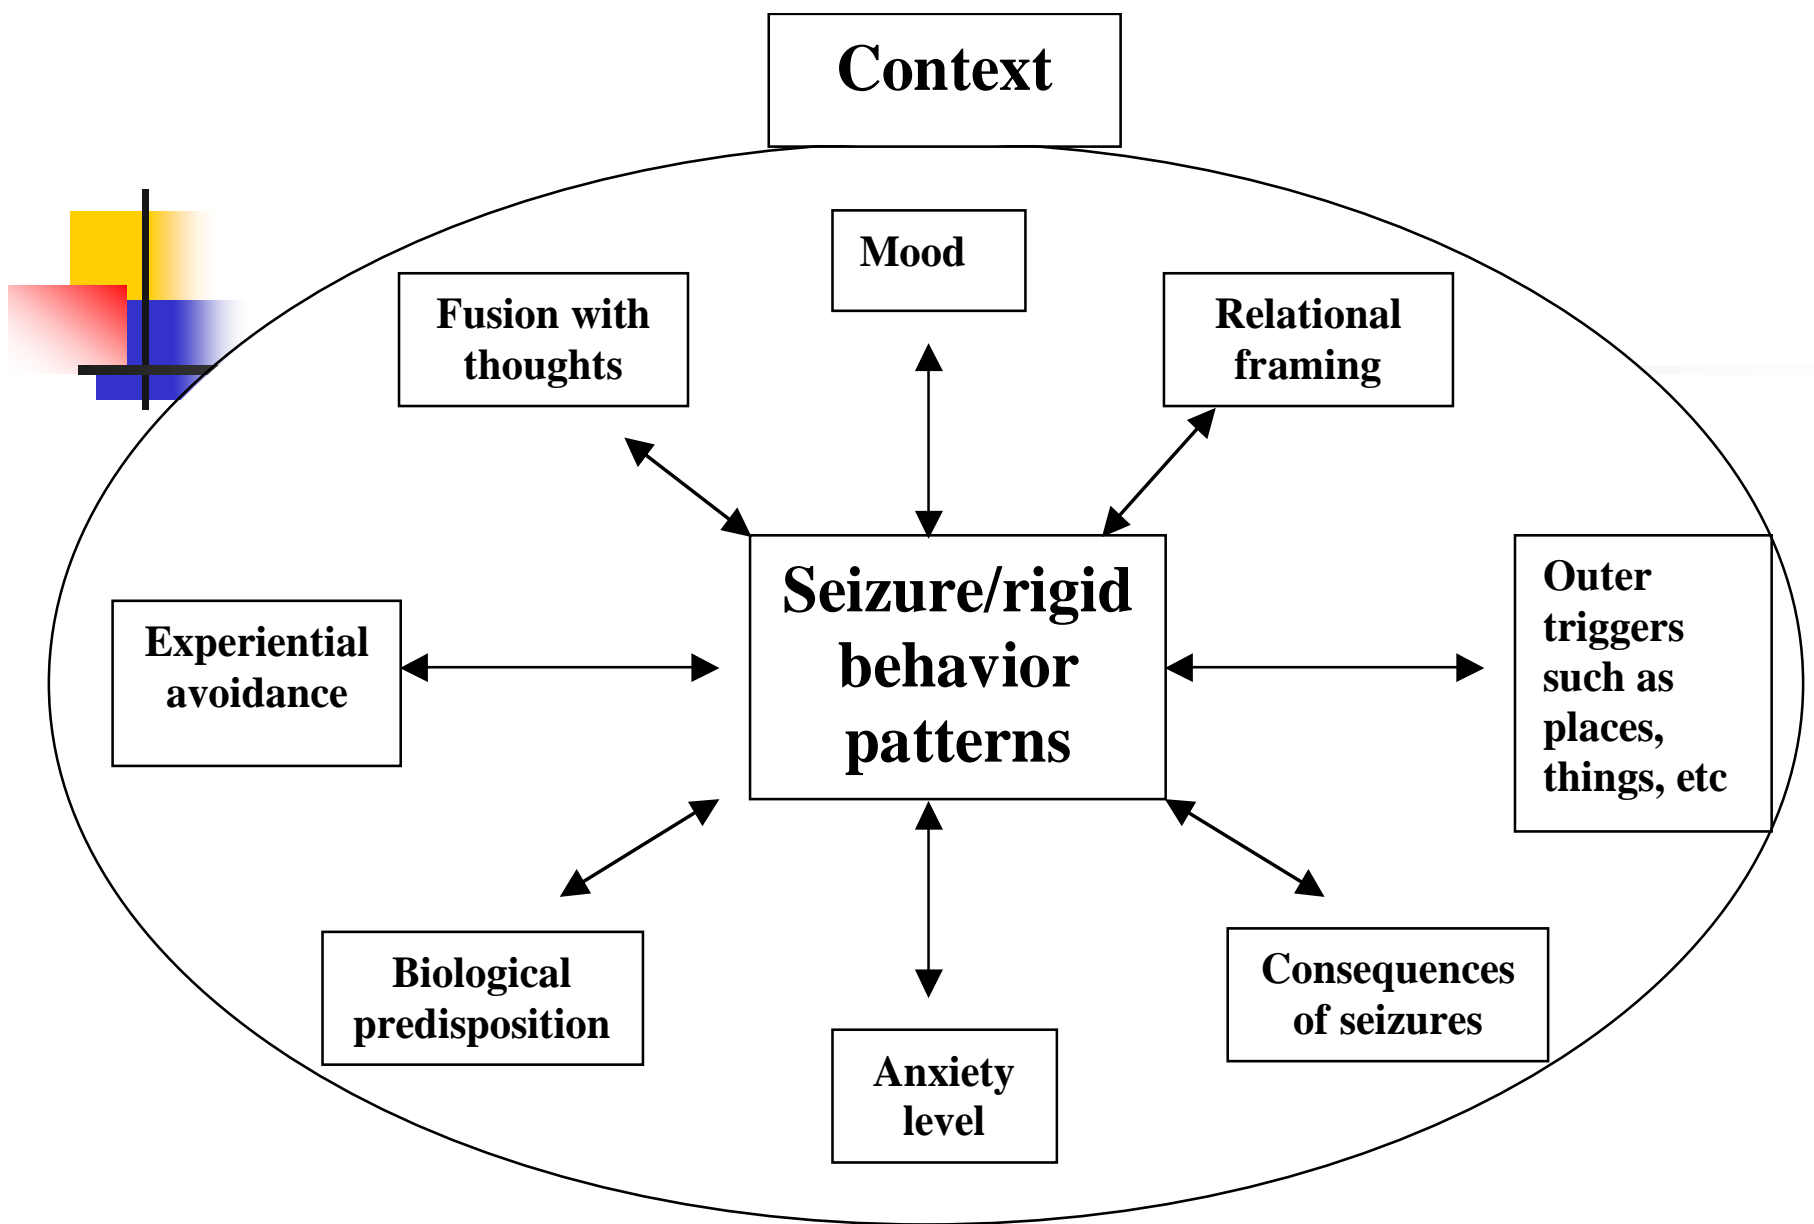 Context
Mood
Fusion with
thoughts
Relational
framing
Seizure/rigid
behavior
patterns
Outer
triggers
such as
places,
things, etc
Experiential
avoidance
Biological
predisposition
Consequences
of seizures
Anxiety
level